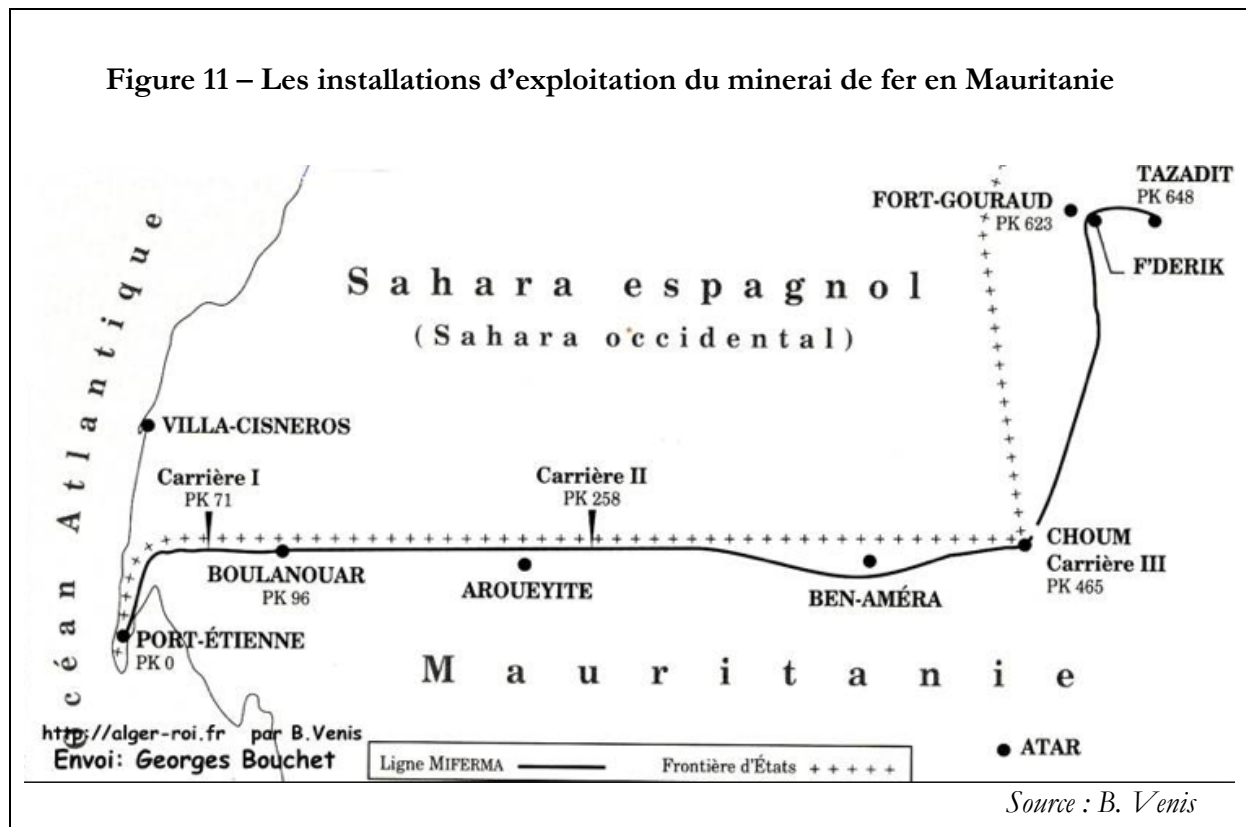 Figure 11 – Les installations d'exploitation du minerai de fer en Mauritanie
TAZADIT
PK 648
FORT-GOURAUD
PK 623
F'DERIK
Océan Atlantique
Sahara espagnol
(Sahara occidental)
VILLA-CISNEROS
Carrière I
PK 71
Carrière II
PK 258
CHOUM
Carrière III
PK 465
BOULANOUAR
PK 96
AROUEYITE
BEN-AMÉRA
PORT-ÉTIENNE
PK 0
Mauritanie
http://alger-roi.fr par B.Venis
Envoi: Georges Bouchet
Ligne MIFERMA
Frontière d'États
ATAR
Source : B. Venis